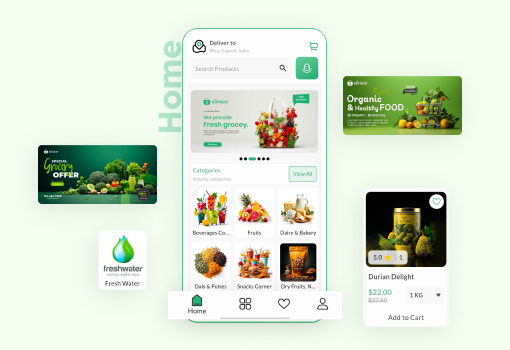 Home
Deliver to
Bhuj, Gujarat, India
Search Products
We provide
Fresh grocey.
Categories
Shop by categories
View All
Beverages Co...
Fruits
Dairy & Bakery
Dals & Pulses
Snacks Corner
Dry Fruits, N...
Home
SPECIAL
Grocery
OFFER
freshwater
Fresh Water
Organic
& Healthy FOOD
5.0
1
Durian Delight
$22.00
$27.50
1 KG
Add to Cart